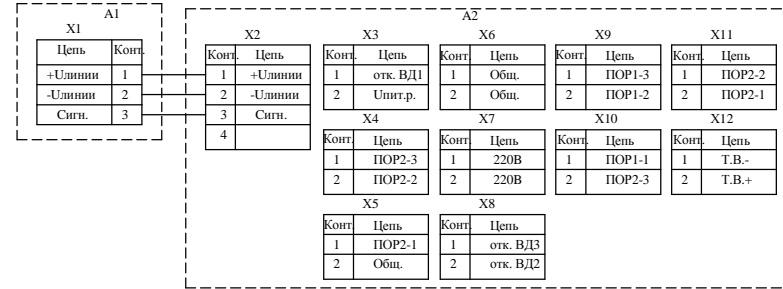 A1
A2
X1
Цепь Конт.
+Uлинии 1
-Uлинии 2
Сигн. 3
X2
Конт. Цепь
1 +Uлинии
2 -Uлинии
3 Сигн.
4
X3
Конт. Цепь
1 отк. ВД1
2 Uпит.р.
X6
Конт. Цепь
1 Общ.
2 Общ.
X9
Конт. Цепь
1 ПОР1-3
2 ПОР1-2
X11
Конт. Цепь
1 ПОР2-2
2 ПОР2-1
X4
Конт. Цепь
1 ПОР2-3
2 ПОР2-2
X7
Конт. Цепь
1 220В
2 220В
X10
Конт. Цепь
1 ПОР1-1
2 ПОР2-3
X12
Конт. Цепь
1 Т.В.-
2 Т.В.+
X5
Конт. Цепь
1 ПОР2-1
2 Общ.
X8
Конт. Цепь
1 отк. ВД3
2 отк. ВД2